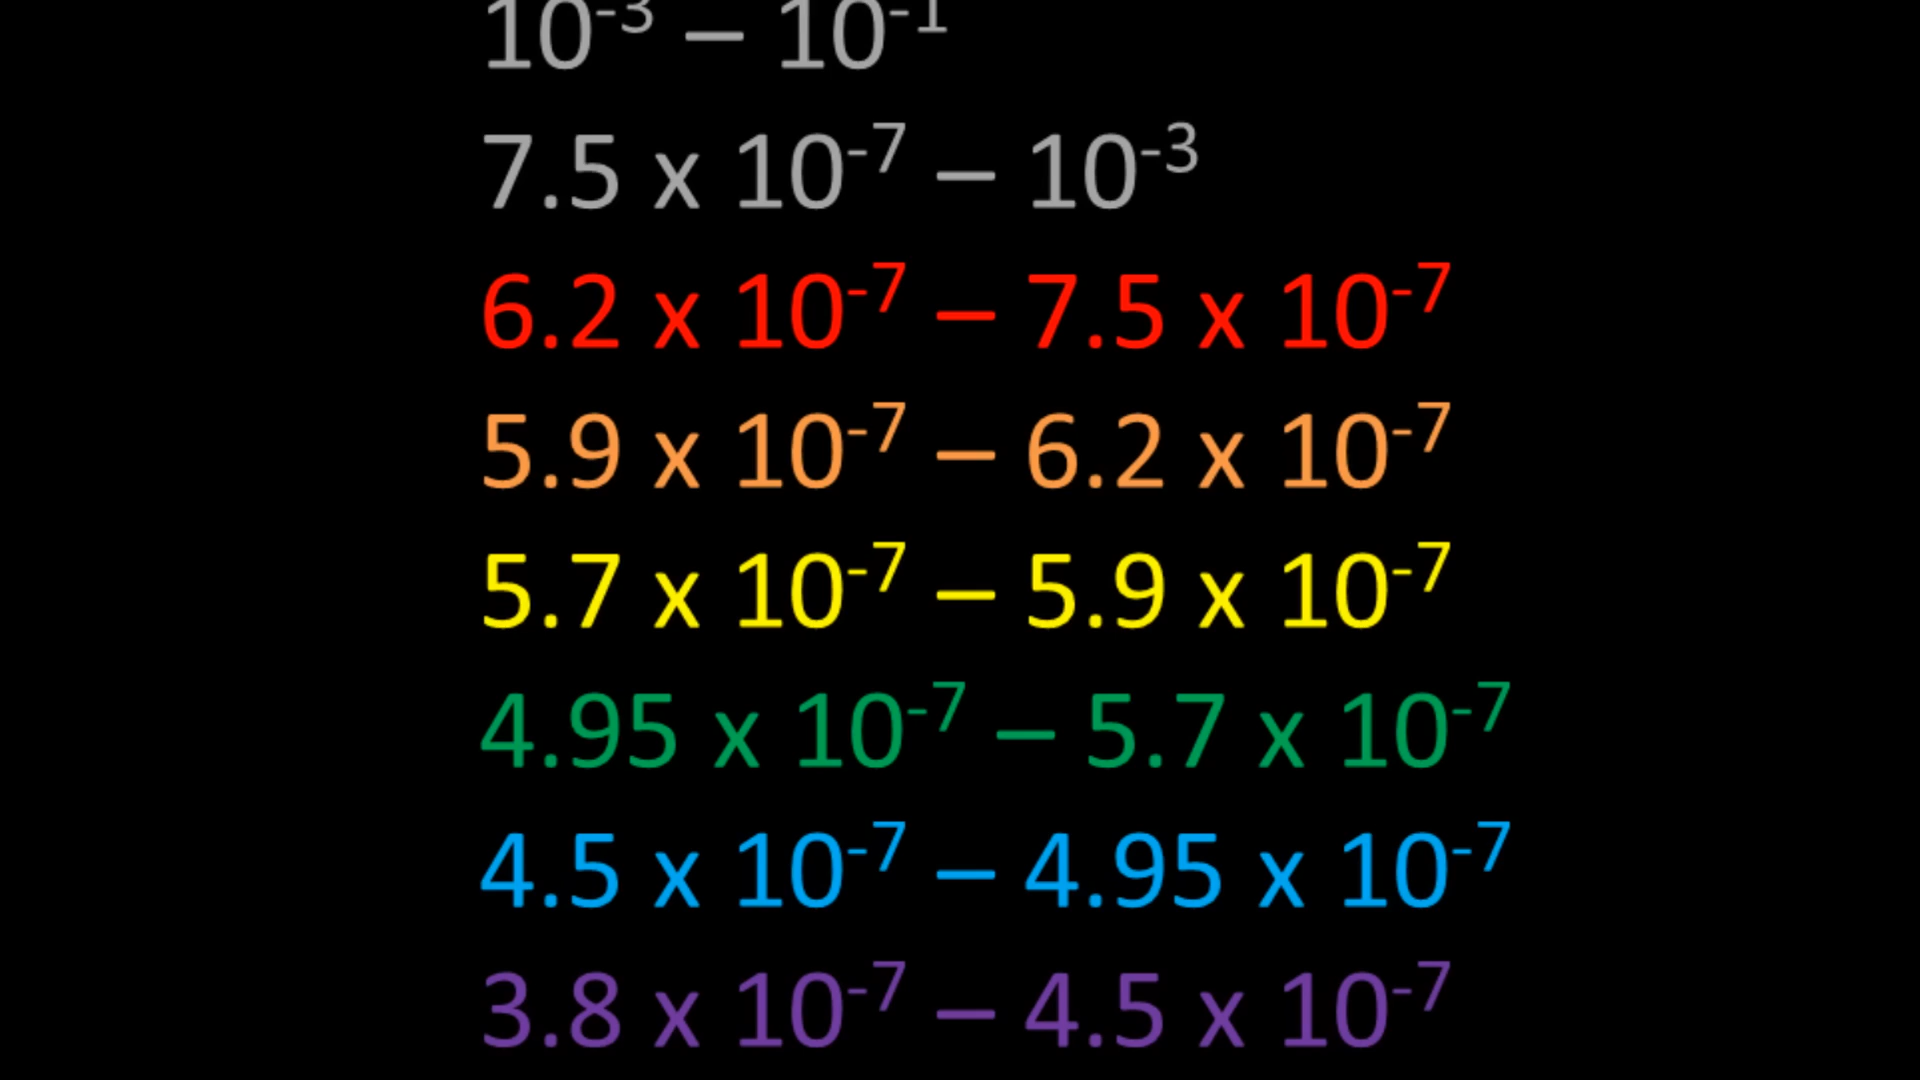 10⁻³ – 10⁻¹
7.5 x 10⁻⁷ – 10⁻³
6.2 x 10⁻⁷ – 7.5 x 10⁻⁷
5.9 x 10⁻⁷ – 6.2 x 10⁻⁷
5.7 x 10⁻⁷ – 5.9 x 10⁻⁷
4.95 x 10⁻⁷ – 5.7 x 10⁻⁷
4.5 x 10⁻⁷ – 4.95 x 10⁻⁷
3.8 x 10⁻⁷ – 4.5 x 10⁻⁷